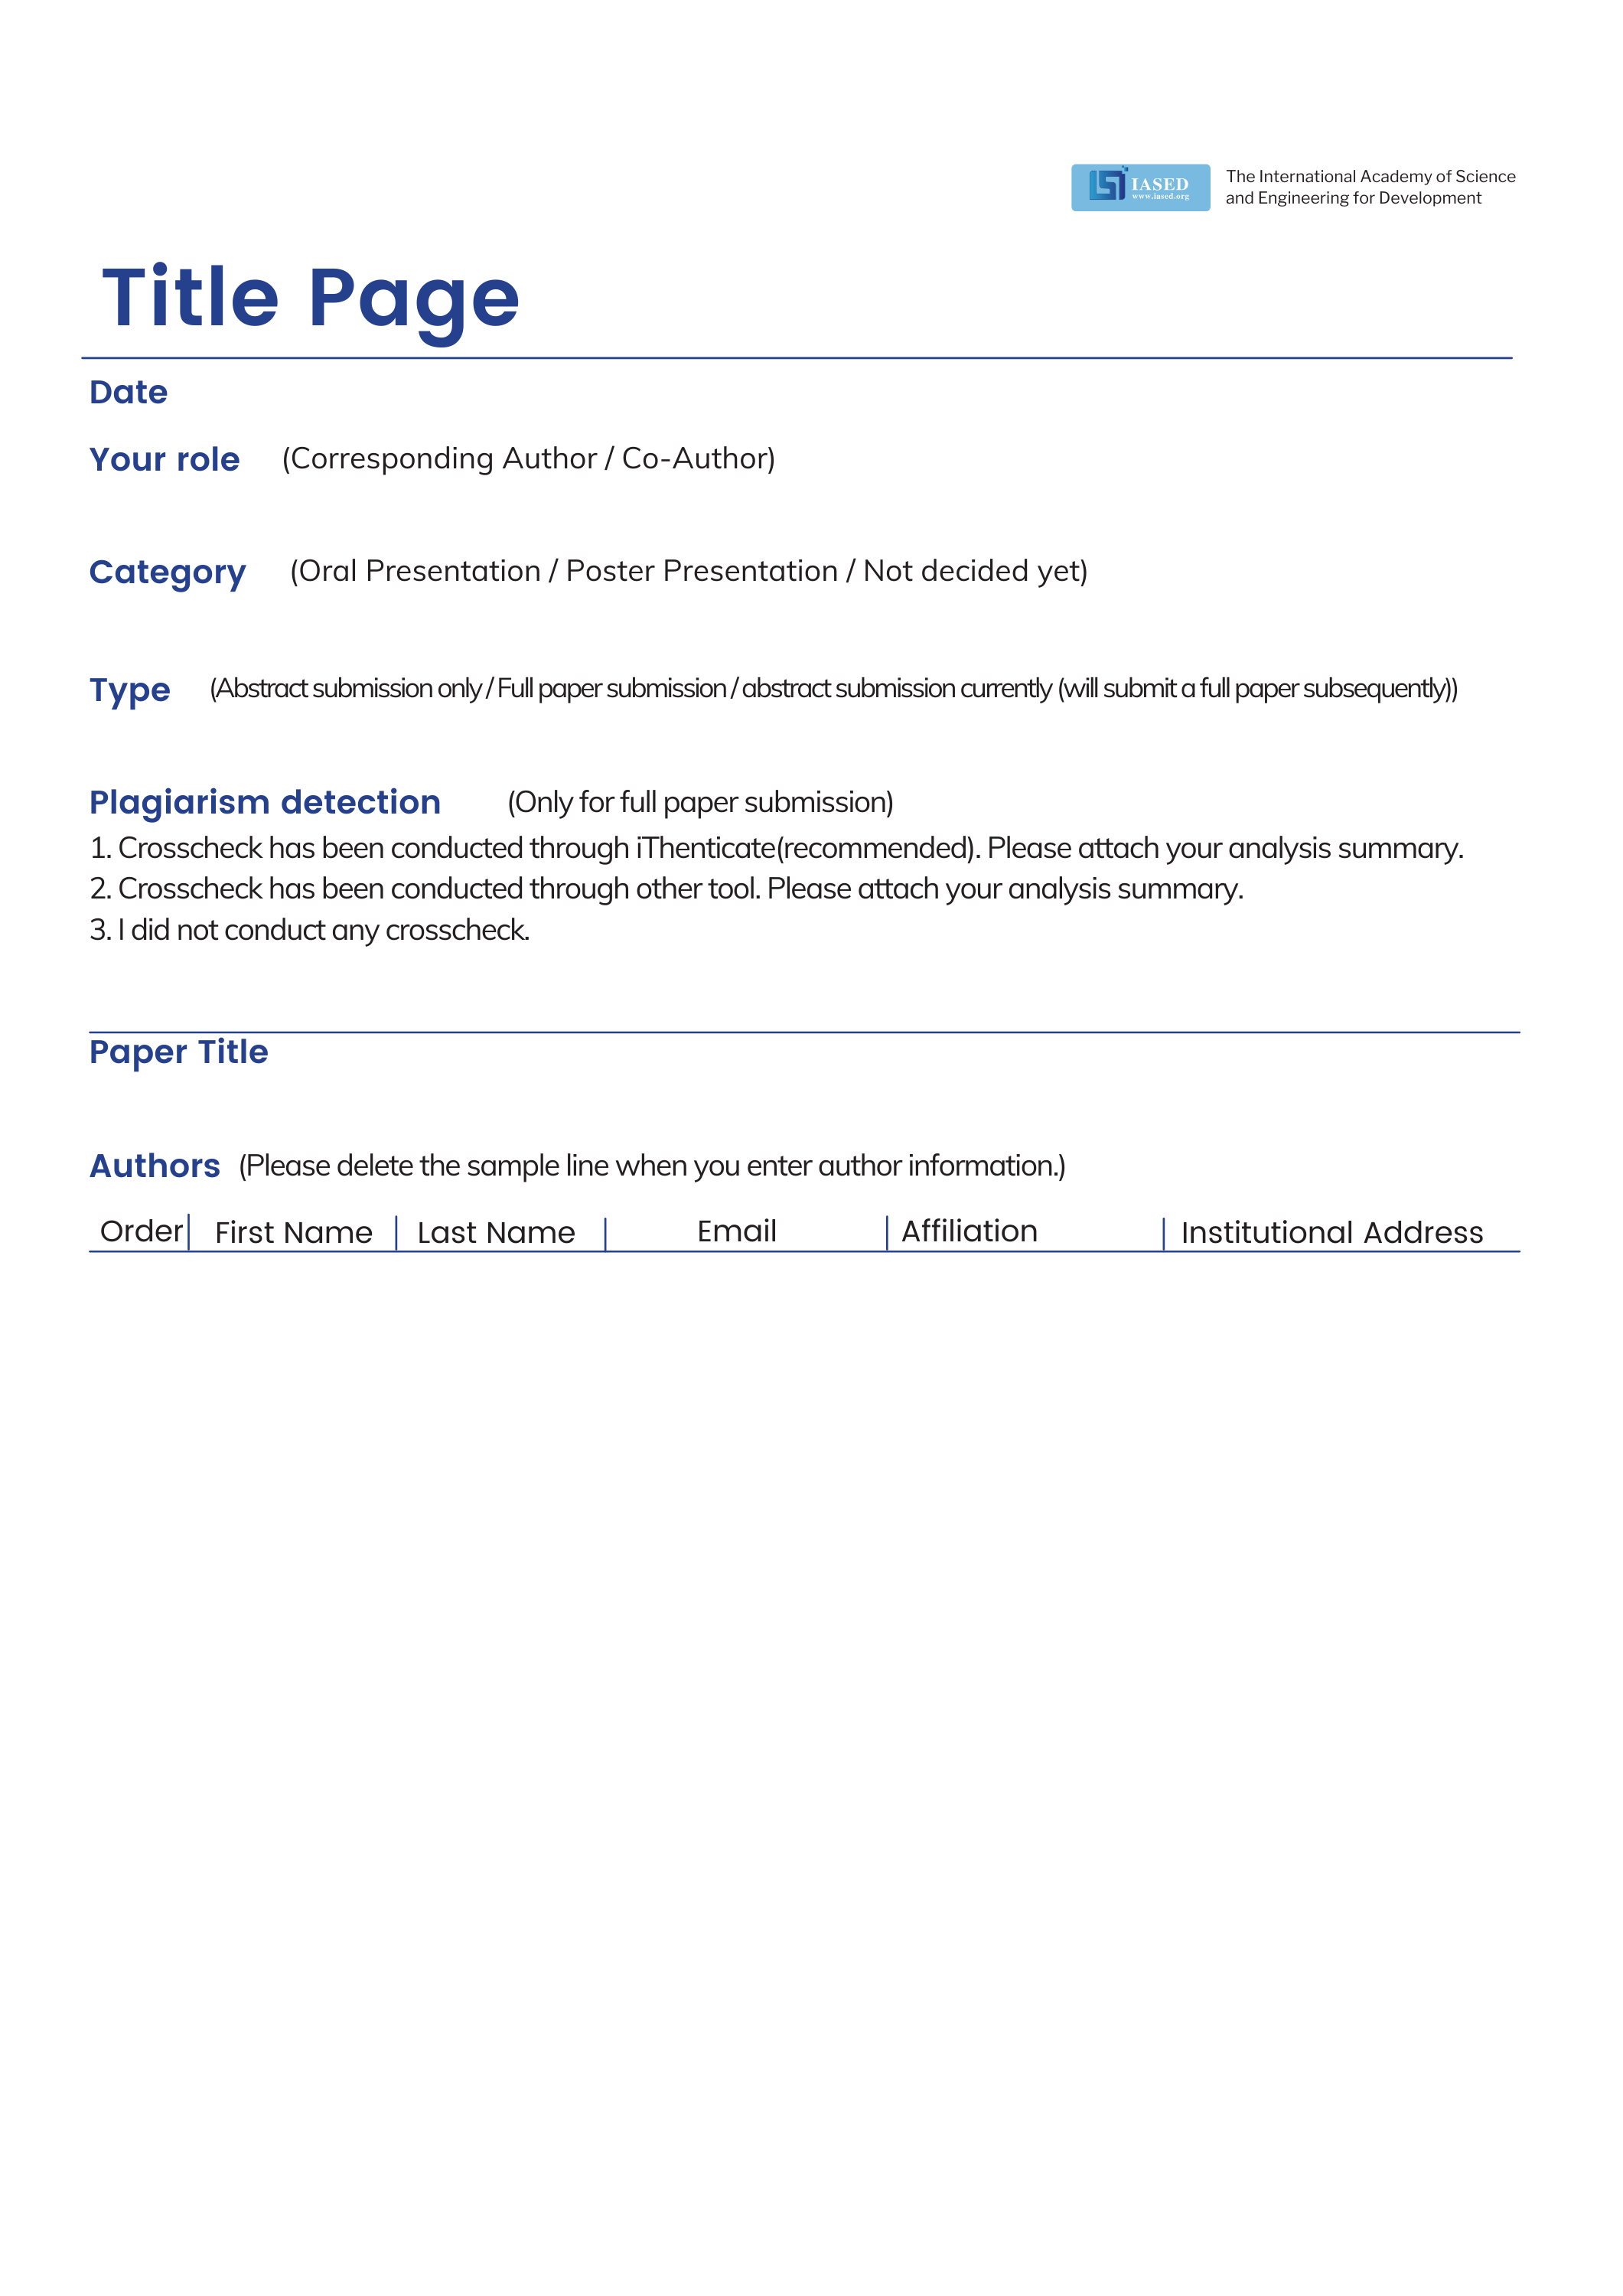 IASED
www.iased.org
The International Academy of Science
and Engineering for Development
Title Page
Date
Your role (Corresponding Author / Co-Author)
Category (Oral Presentation / Poster Presentation / Not decided yet)
Type (Abstract submission only / Full paper submission / abstract submission currently (will submit a full paper subsequently))
Plagiarism detection (Only for full paper submission)
1. Crosscheck has been conducted through iThenticate(recommended). Please attach your analysis summary.
2. Crosscheck has been conducted through other tool. Please attach your analysis summary.
3. I did not conduct any crosscheck.
Paper Title
Authors (Please delete the sample line when you enter author information.)
Order First Name Last Name Email Affiliation Institutional Address